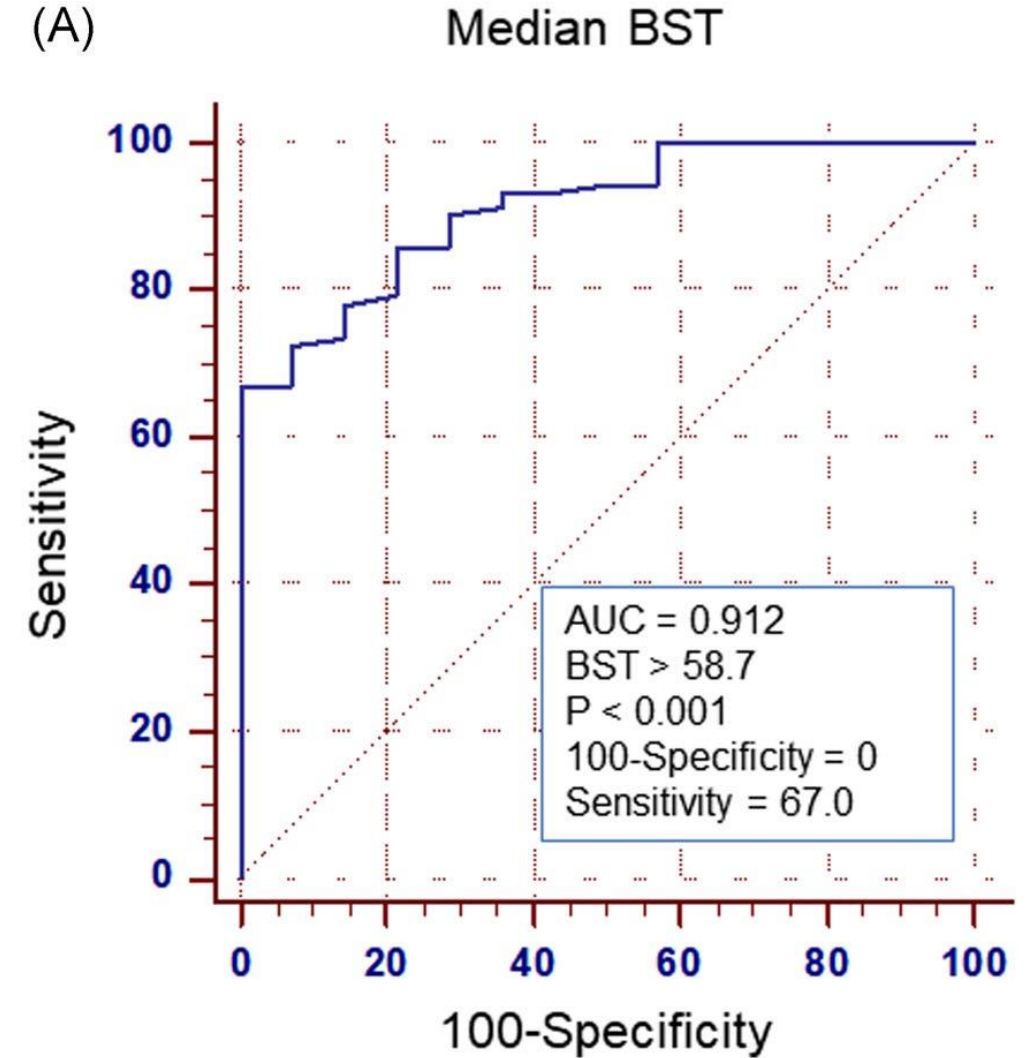 (A)
Median BST
100
80
60
40
20
0
Sensitivity
AUC = 0.912
BST > 58.7
P < 0.001
100-Specificity = 0
Sensitivity = 67.0
0 20 40 60 80 100
100-Specificity